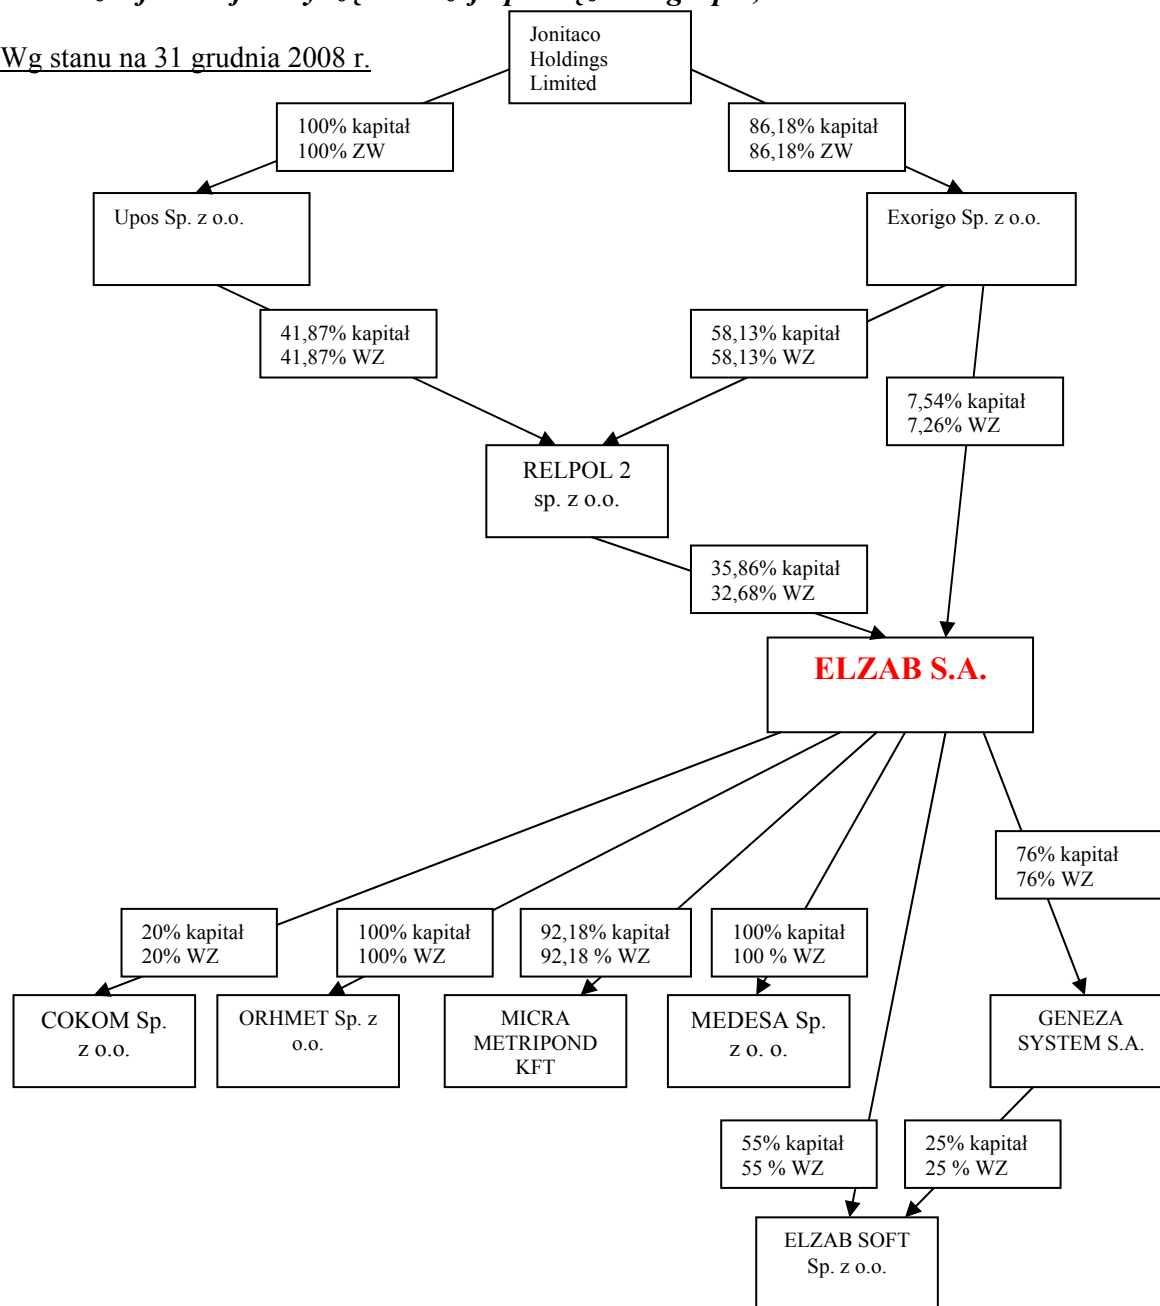 Jonitaco
Holdings
Limited
Wg stanu na 31 grudnia 2008 r.
100% kapitał
100% ZW
86,18% kapitał
86,18% ZW
Upos Sp. z o.o.
Exorigo Sp. z o.o.
41,87% kapitał
41,87% WZ
58,13% kapitał
58,13% WZ
7,54% kapitał
7,26% WZ
RELPOL 2
sp. z o.o.
35,86% kapitał
32,68% WZ
ELZAB S.A.
76% kapitał
76% WZ
20% kapitał
20% WZ
100% kapitał
100% WZ
92,18% kapitał
92,18 % WZ
100% kapitał
100 % WZ
COKOM Sp.
z o.o.
ORHMET Sp. z
o.o.
MICRA
METRIPOND
KFT
MEDESA Sp.
z o. o.
GENEZA
SYSTEM S.A.
55% kapitał
55 % WZ
25% kapitał
25 % WZ
ELZAB SOFT
Sp. z o.o.